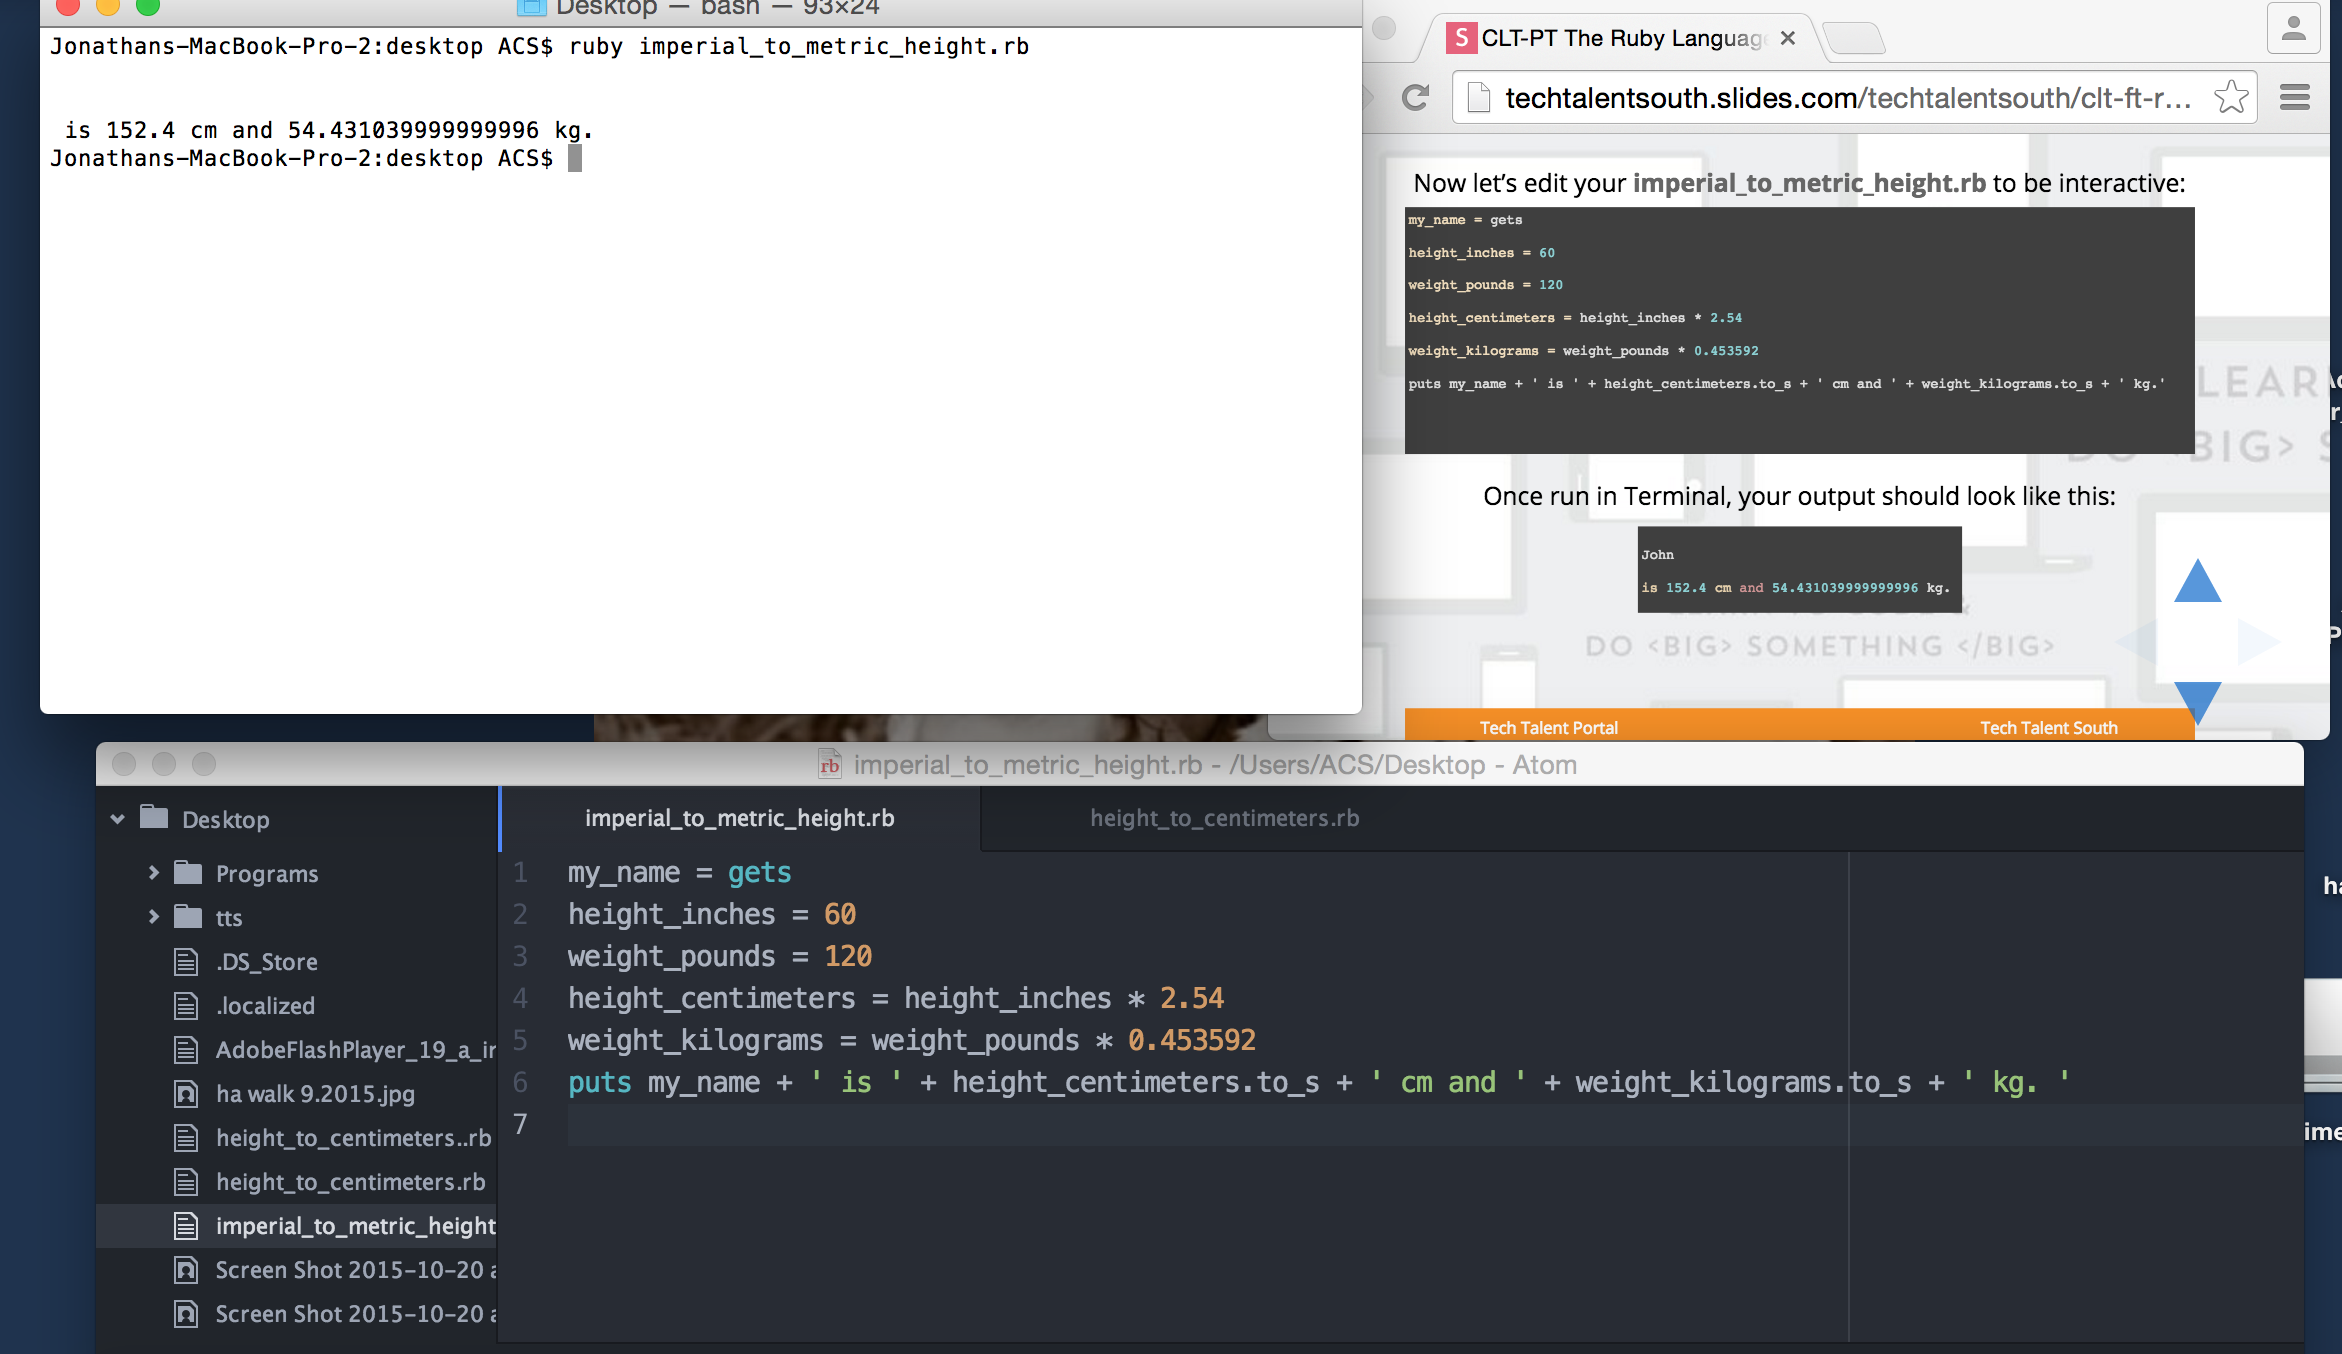 Desktop — bash — 93×24
Jonathans-MacBook-Pro-2:desktop ACS$ ruby imperial_to_metric_height.rb
is 152.4 cm and 54.431039999999996 kg.
Jonathans-MacBook-Pro-2:desktop ACS$
S CLT-PT The Ruby Languag
techtalentsouth.slides.com/techtalentsouth/clt-ft-r...
Now let's edit your imperial_to_metric_height.rb to be interactive:
my_name = gets
height_inches = 60
weight_pounds = 120
height_centimeters = height_inches * 2.54
weight_kilograms = weight_pounds * 0.453592
puts my_name + ' is ' + height_centimeters.to_s + ' cm and ' + weight_kilograms.to_s + ' kg.'
LEAR
<BIG> S
Once run in Terminal, your output should look like this:
John
is 152.4 cm and 54.431039999999996 kg.
DO <BIG> SOMETHING </BIG>
Tech Talent Portal
Tech Talent South
rb imperial_to_metric_height.rb - /Users/ACS/Desktop - Atom
Desktop
Programs
tts
.DS_Store
.localized
AdobeFlashPlayer_19_a_ir
ha walk 9.2015.jpg
height_to_centimeters..rb
height_to_centimeters.rb
imperial_to_metric_height
Screen Shot 2015-10-20 a
Screen Shot 2015-10-20 a
imperial_to_metric_height.rb
height_to_centimeters.rb
1 my_name = gets
2 height_inches = 60
3 weight_pounds = 120
4 height_centimeters = height_inches * 2.54
5 weight_kilograms = weight_pounds * 0.453592
6 puts my_name + ' is ' + height_centimeters.to_s + ' cm and ' + weight_kilograms.to_s + ' kg. '
7
ha
ime